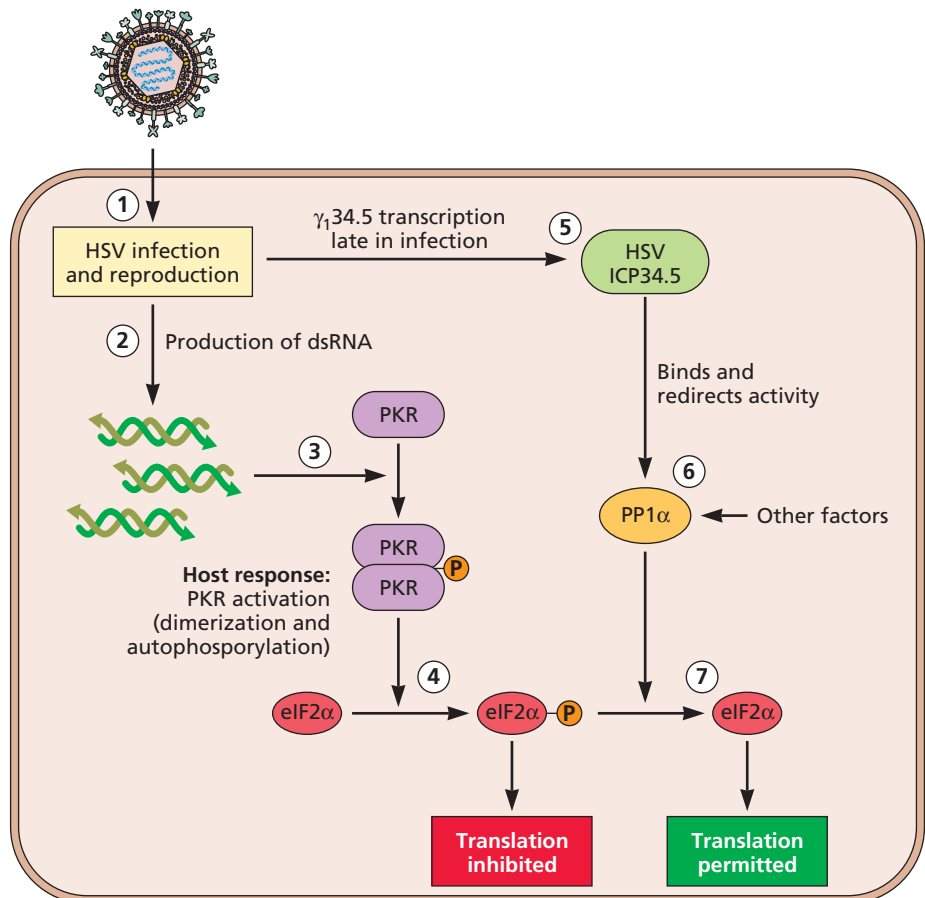 1
HSV infection
and reproduction
γ₁34.5 transcription
late in infection
5
HSV
ICP34.5
2
Production of dsRNA
Binds and
redirects activity
PKR
3
6
PP1α
Other factors
PKR
P
PKR
Host response:
PKR activation
(dimerization and
autophosporylation)
4
7
eIF2α
eIF2α
P
eIF2α
Translation
inhibited
Translation
permitted